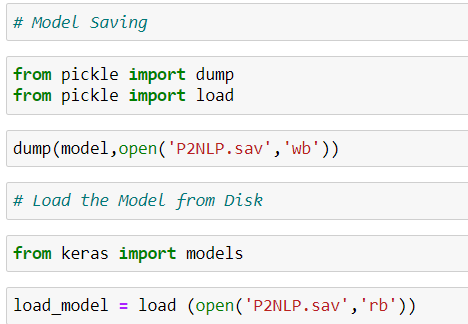 # Model Saving
from pickle import dump
from pickle import load
dump(model,open('P2NLP.sav','wb'))
# Load the Model from Disk
from keras import models
load_model = load (open('P2NLP.sav','rb'))